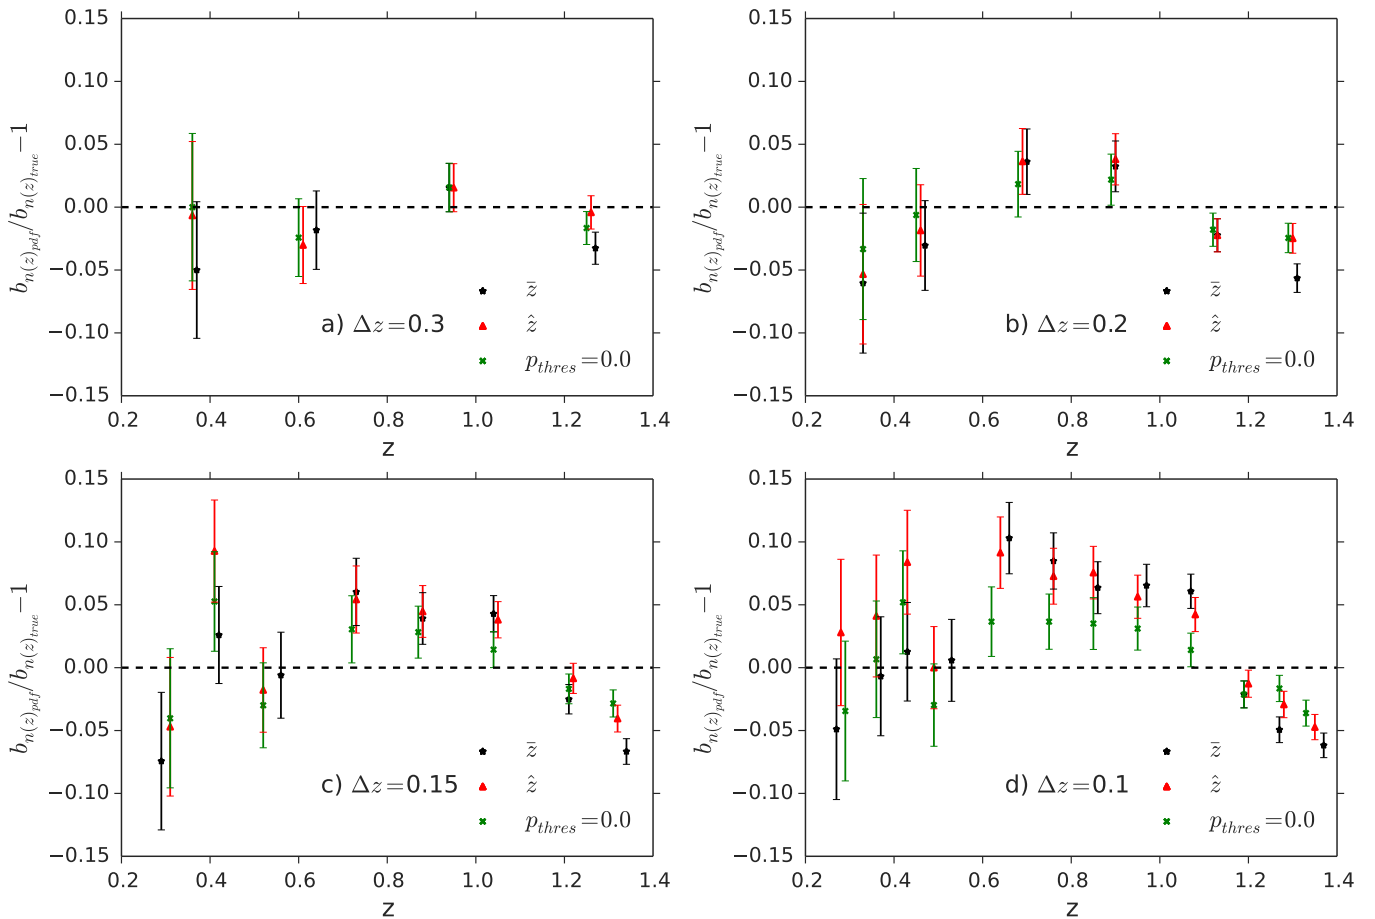 0.15
0.10
0.05
0.00
−0.05
−0.10
−0.15
b_{n(z)_{pdf}}/b_{n(z)_{true}}−1
z̄
a) Δz=0.3
ẑ
p_{thres}=0.0
0.2 0.4 0.6 0.8 1.0 1.2 1.4
z
0.15
0.10
0.05
0.00
−0.05
−0.10
−0.15
b_{n(z)_{pdf}}/b_{n(z)_{true}}−1
z̄
b) Δz=0.2
ẑ
p_{thres}=0.0
0.2 0.4 0.6 0.8 1.0 1.2 1.4
z
0.15
0.10
0.05
0.00
−0.05
−0.10
−0.15
b_{n(z)_{pdf}}/b_{n(z)_{true}}−1
z̄
c) Δz=0.15
ẑ
p_{thres}=0.0
0.2 0.4 0.6 0.8 1.0 1.2 1.4
z
0.15
0.10
0.05
0.00
−0.05
−0.10
−0.15
b_{n(z)_{pdf}}/b_{n(z)_{true}}−1
z̄
d) Δz=0.1
ẑ
p_{thres}=0.0
0.2 0.4 0.6 0.8 1.0 1.2 1.4
z